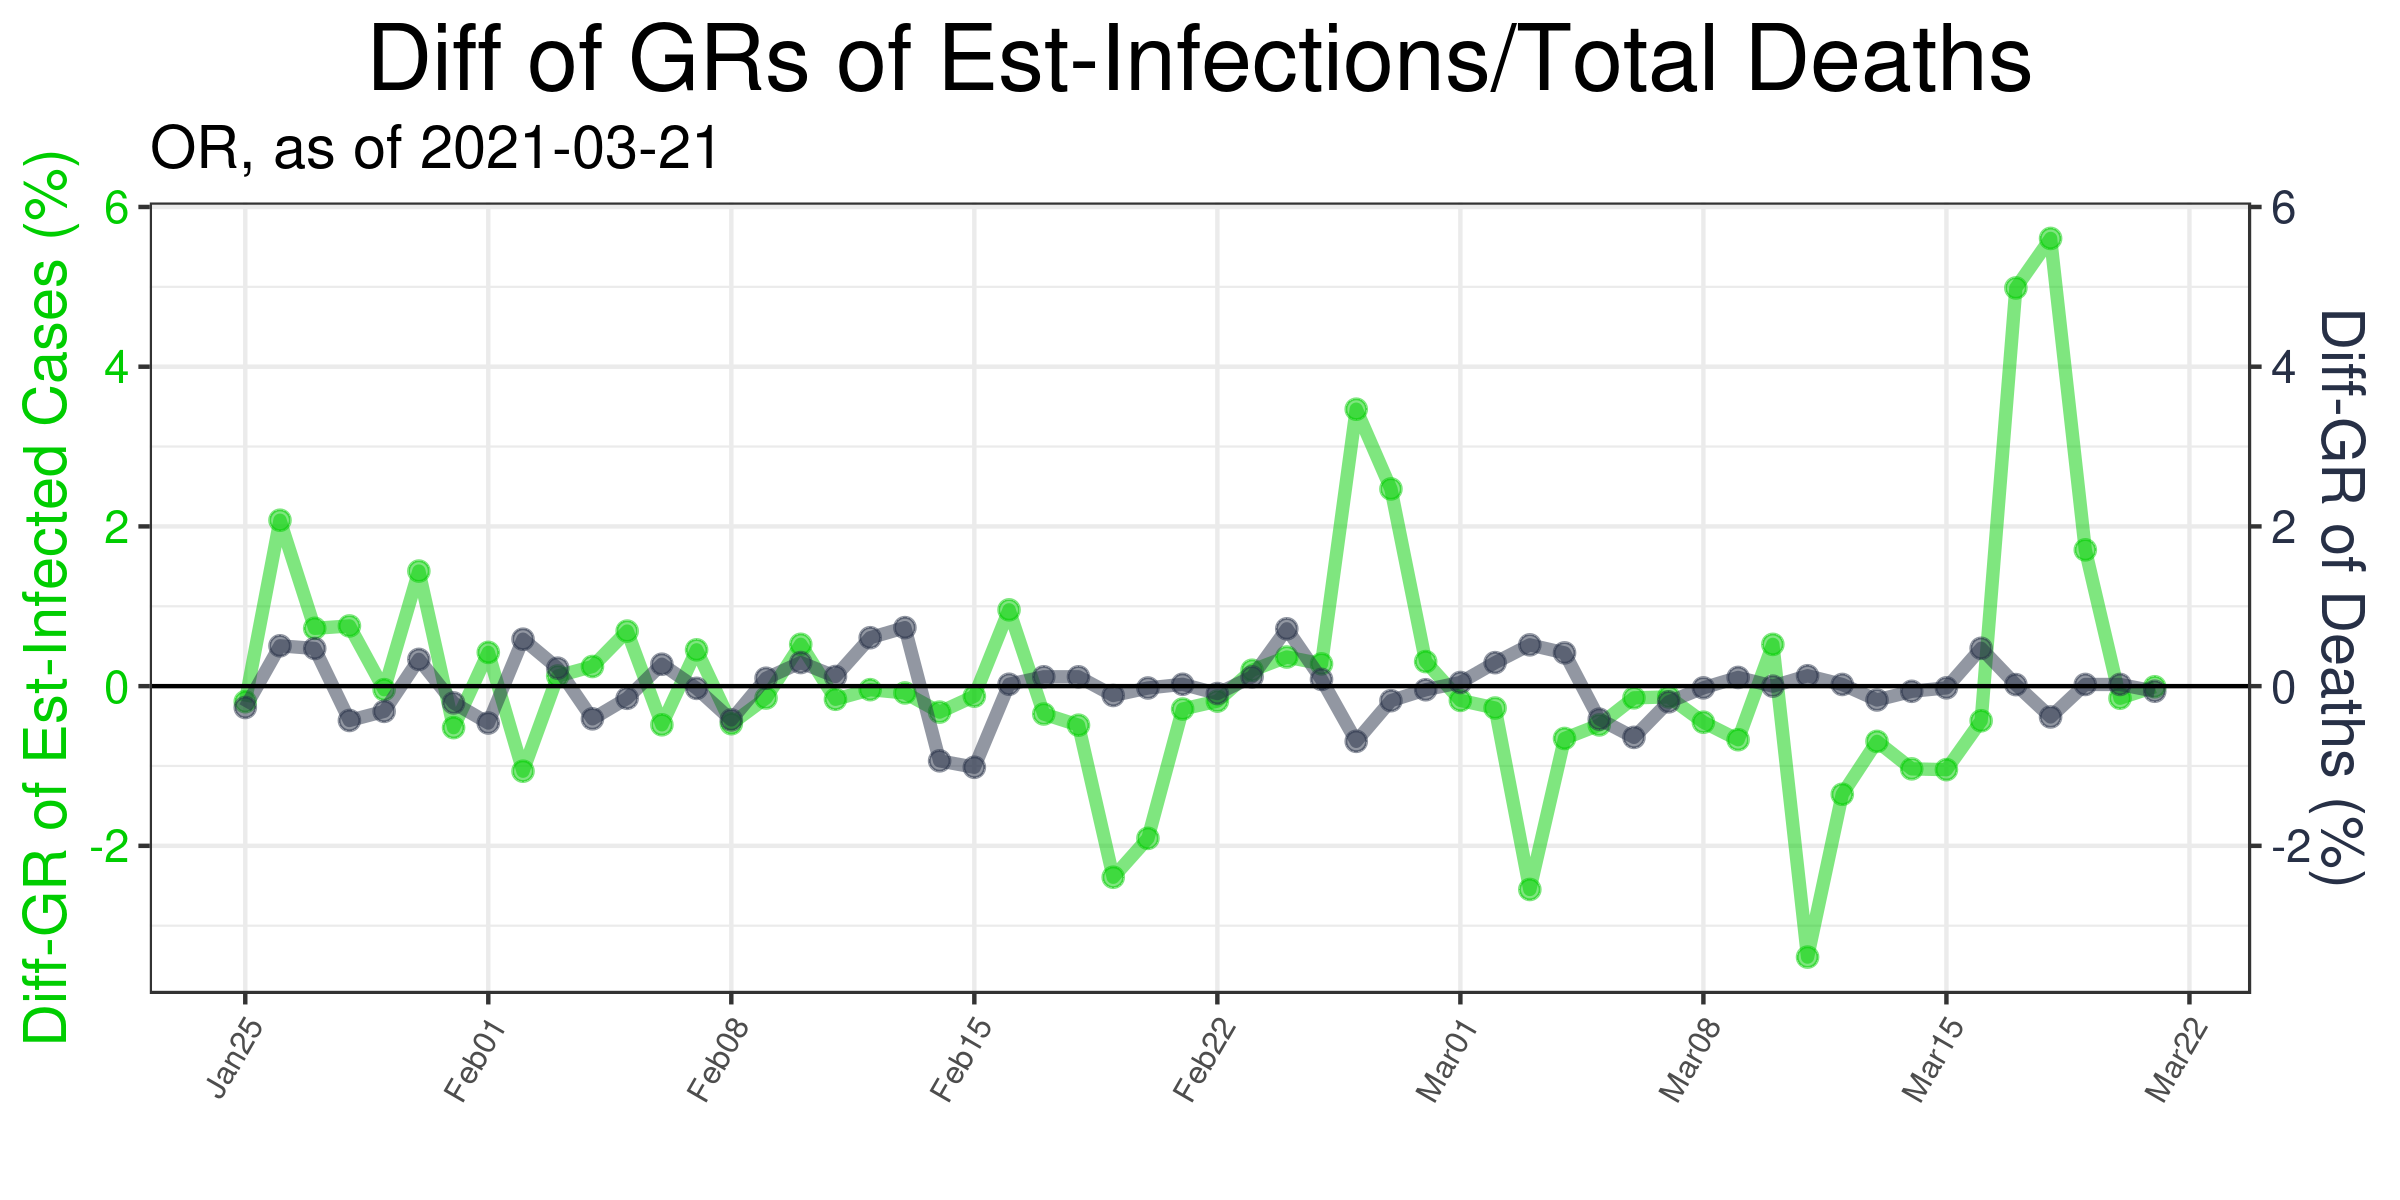 Diff of GRs of Est-Infections/Total Deaths
OR, as of 2021-03-21
Diff-GR of Est-Infected Cases (%)
6
4
2
0
-2
6
4
2
0
-2
Diff-GR of Deaths (%)
Jan25
Feb01
Feb08
Feb15
Feb22
Mar01
Mar08
Mar15
Mar22